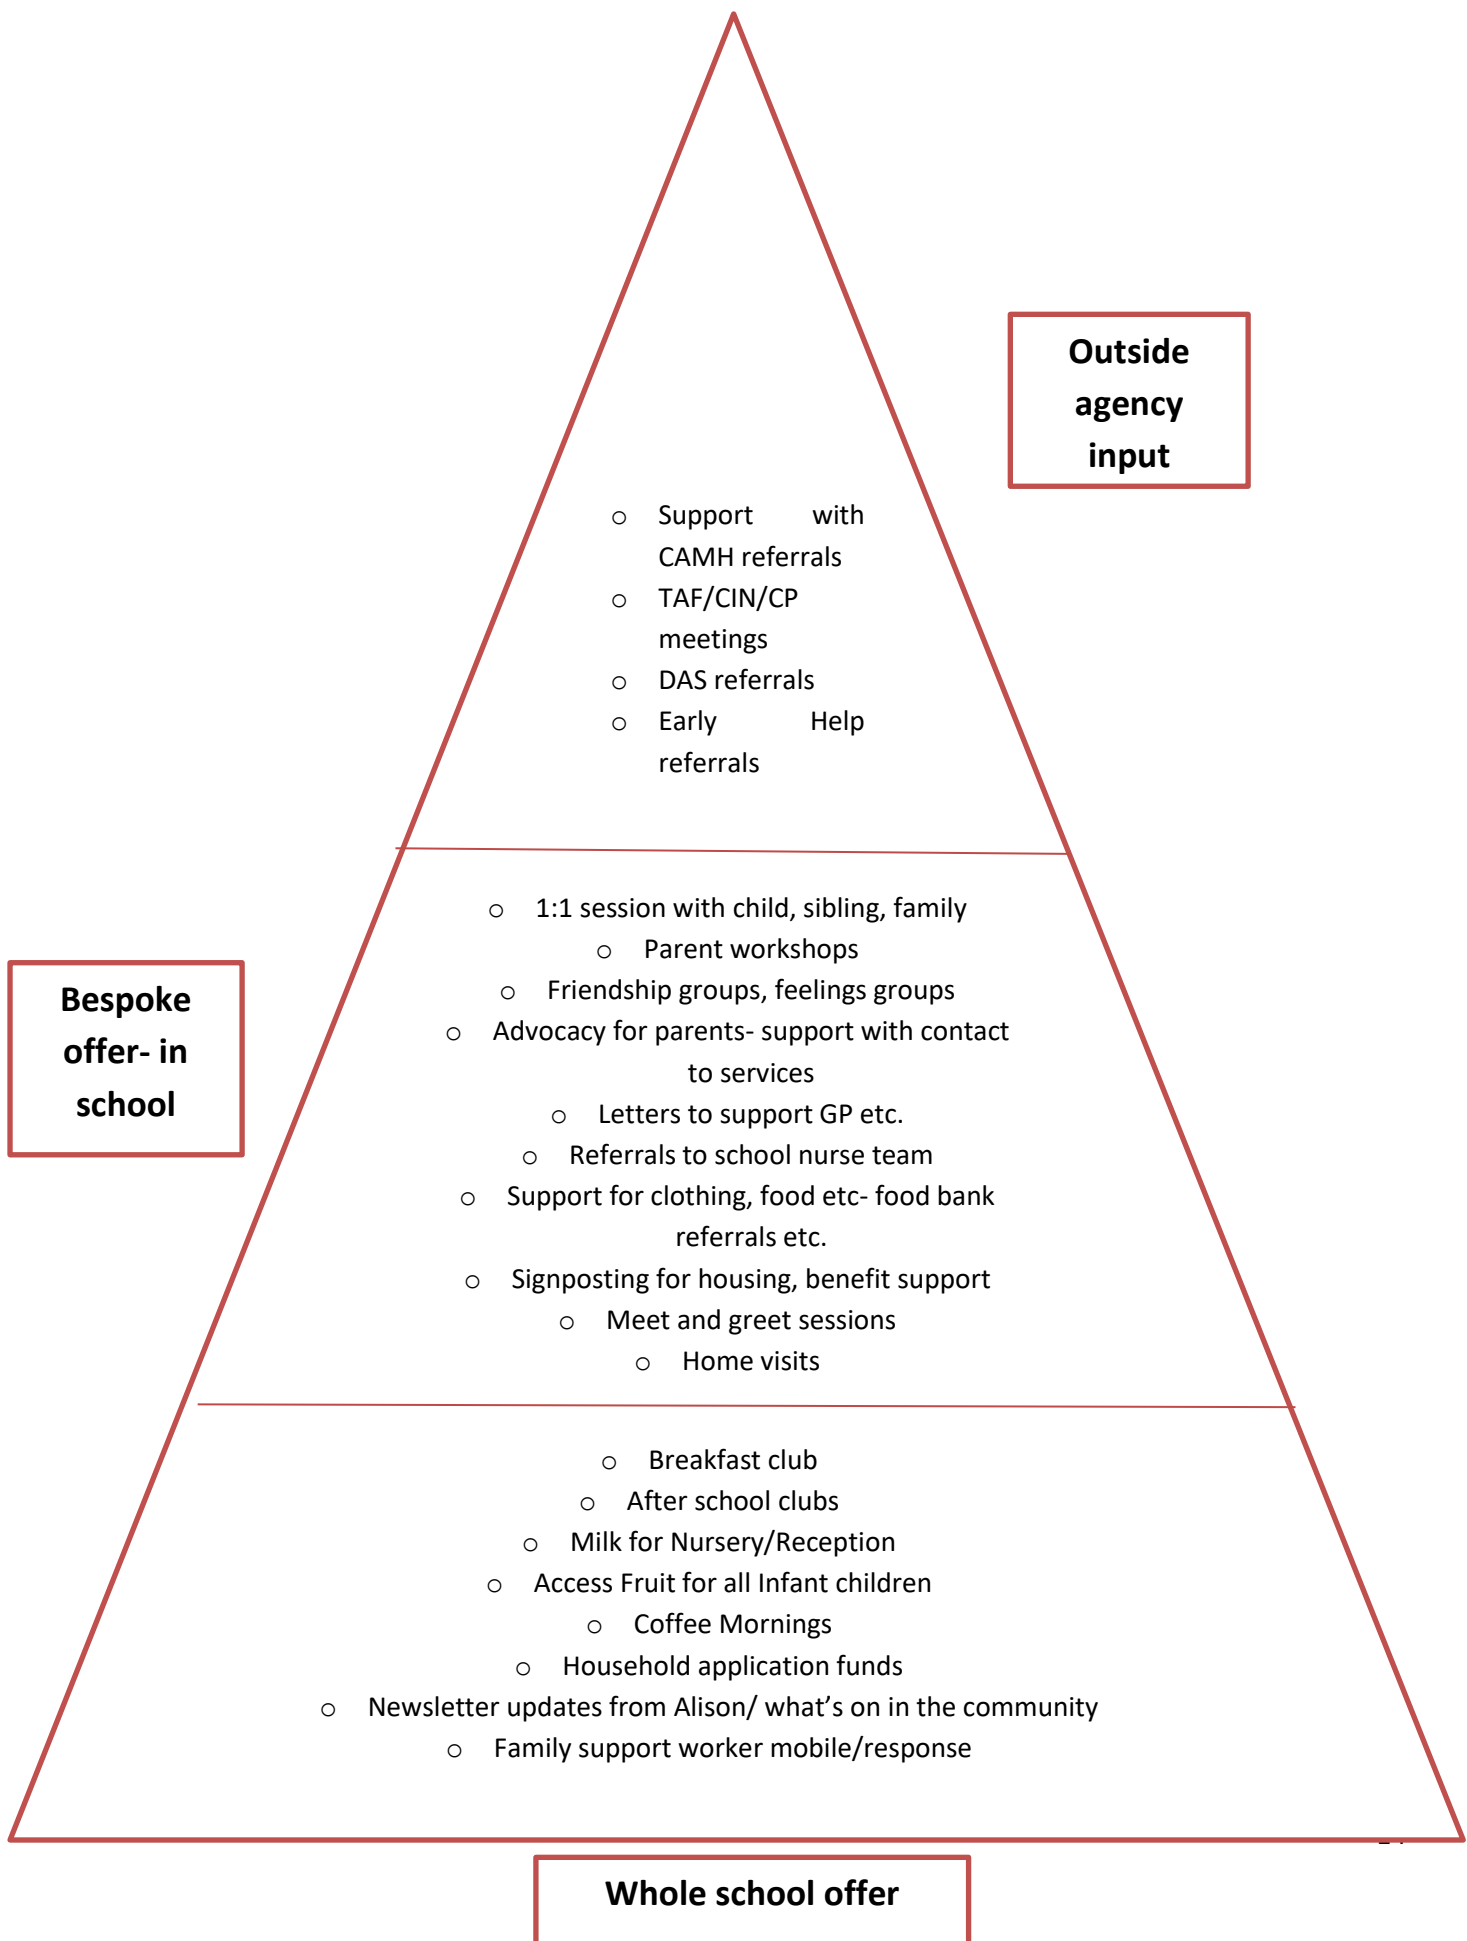 Outside
agency
input
o Support with
CAMH referrals
o TAF/CIN/CP
meetings
o DAS referrals
o Early Help
referrals
o 1:1 session with child, sibling, family
o Parent workshops
o Friendship groups, feelings groups
o Advocacy for parents- support with contact
to services
o Letters to support GP etc.
o Referrals to school nurse team
o Support for clothing, food etc- food bank
referrals etc.
o Signposting for housing, benefit support
o Meet and greet sessions
o Home visits
Bespoke
offer- in
school
o Breakfast club
o After school clubs
o Milk for Nursery/Reception
o Access Fruit for all Infant children
o Coffee Mornings
o Household application funds
o Newsletter updates from Alison/ what’s on in the community
o Family support worker mobile/response
Whole school offer